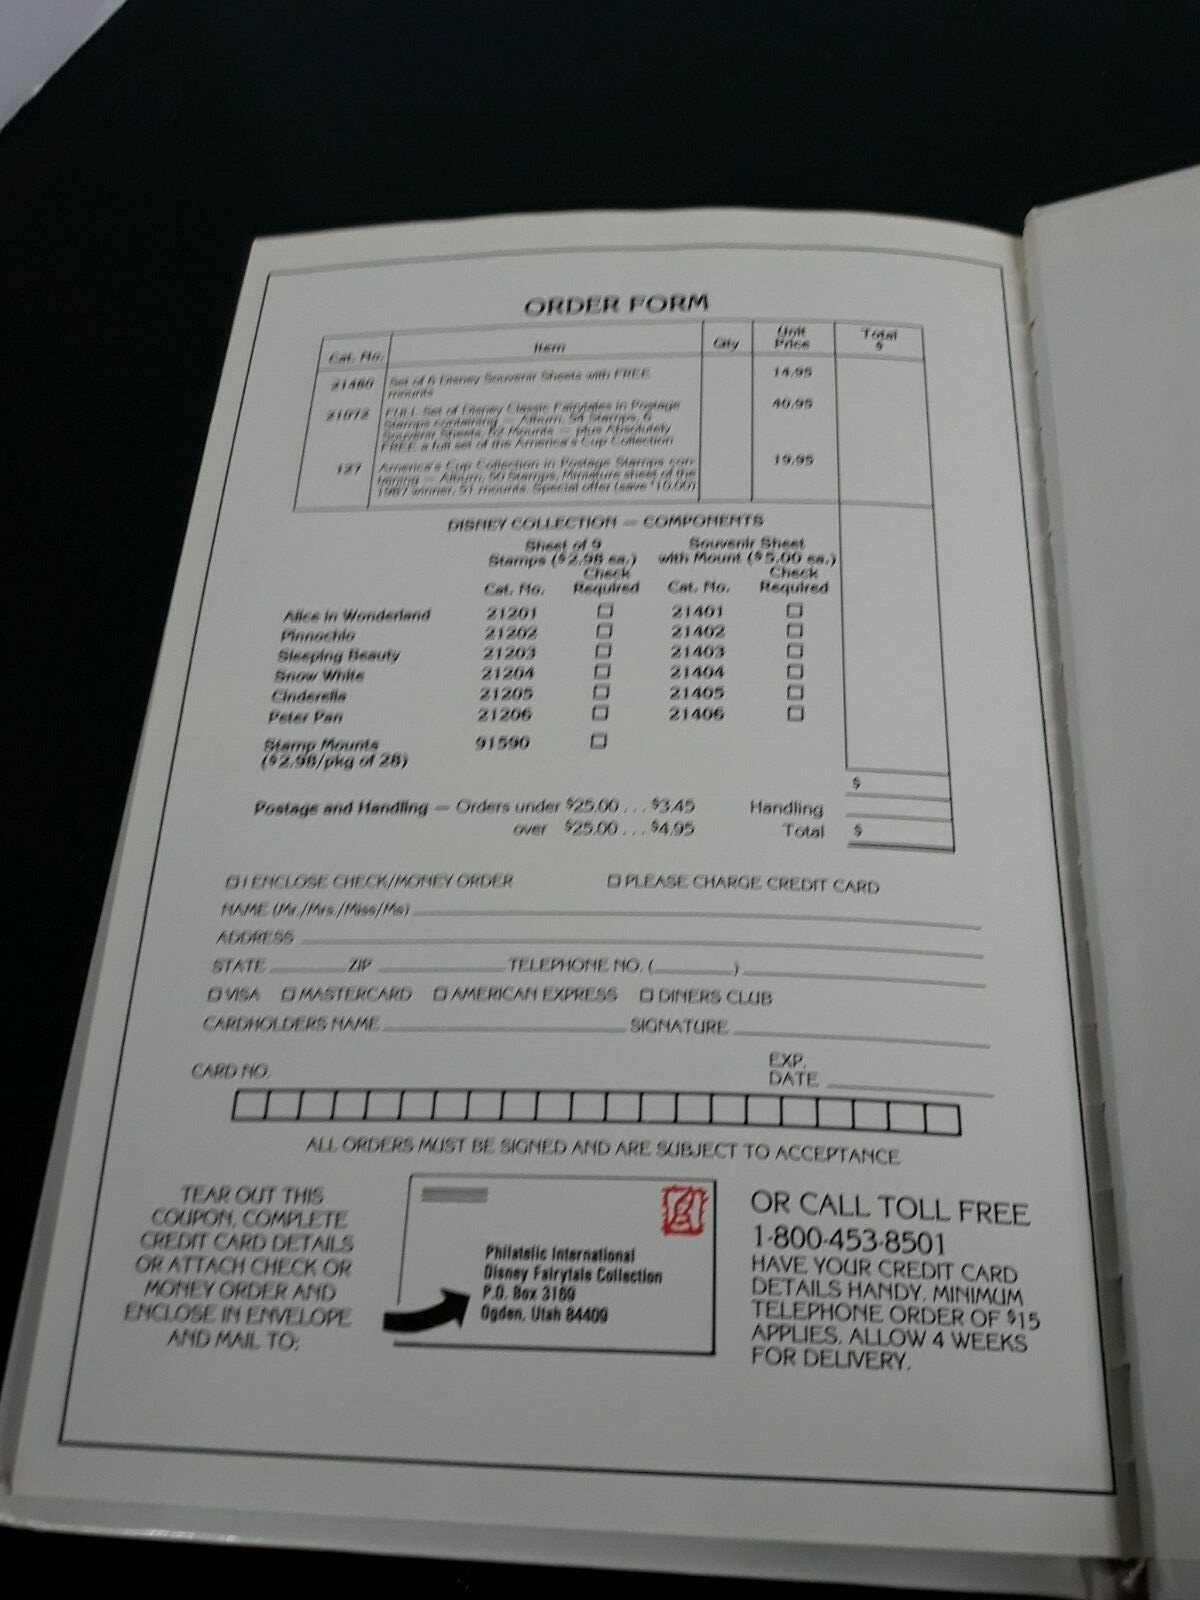 ORDER FORM
Cat. No. Item Qty Unit Price Total $
21460 Set of 6 Disney Souvenir Sheets with FREE 14.95
mounts
21072 FULL Set of Disney Classic Fairytales in Postage 40.95
Stamps containing — Album, 54 Stamps, 6
Souvenir Sheets, 62 Mounts — plus Absolutely
FREE a full set of the America's Cup Collection
127 America's Cup Collection in Postage Stamps con- 19.95
taining — Album, 50 Stamps, Miniature sheet of the
1987 winner, 51 mounts. Special offer (save $10.00)
DISNEY COLLECTION — COMPONENTS
Sheet of 9 Souvenir Sheet
Stamps ($2.98 ea.) with Mount ($5.00 ea.)
Check Check
Cat. No. Required Cat. No. Required
Alice in Wonderland 21201 21401
Pinnochio 21202 21402
Sleeping Beauty 21203 21403
Snow White 21204 21404
Cinderella 21205 21405
Peter Pan 21206 21406
Stamp Mounts 91590
($2.98/pkg of 28)
$
Postage and Handling — Orders under $25.00 . . . $3.45 Handling
over $25.00 . . . $4.95 Total $
I ENCLOSE CHECK/MONEY ORDER PLEASE CHARGE CREDIT CARD
NAME (Mr./Mrs./Miss/Ms)
ADDRESS
STATE ZIP TELEPHONE NO. ( )
VISA MASTERCARD AMERICAN EXPRESS DINERS CLUB
CARDHOLDERS NAME SIGNATURE
CARD NO. EXP.
DATE
ALL ORDERS MUST BE SIGNED AND ARE SUBJECT TO ACCEPTANCE
TEAR OUT THIS
COUPON, COMPLETE
CREDIT CARD DETAILS
OR ATTACH CHECK OR
MONEY ORDER AND
ENCLOSE IN ENVELOPE
AND MAIL TO:
Philatelic International
Disney Fairytale Collection
P.O. Box 3169
Ogden, Utah 84409
OR CALL TOLL FREE
1-800-453-8501
HAVE YOUR CREDIT CARD
DETAILS HANDY. MINIMUM
TELEPHONE ORDER OF $15
APPLIES. ALLOW 4 WEEKS
FOR DELIVERY.